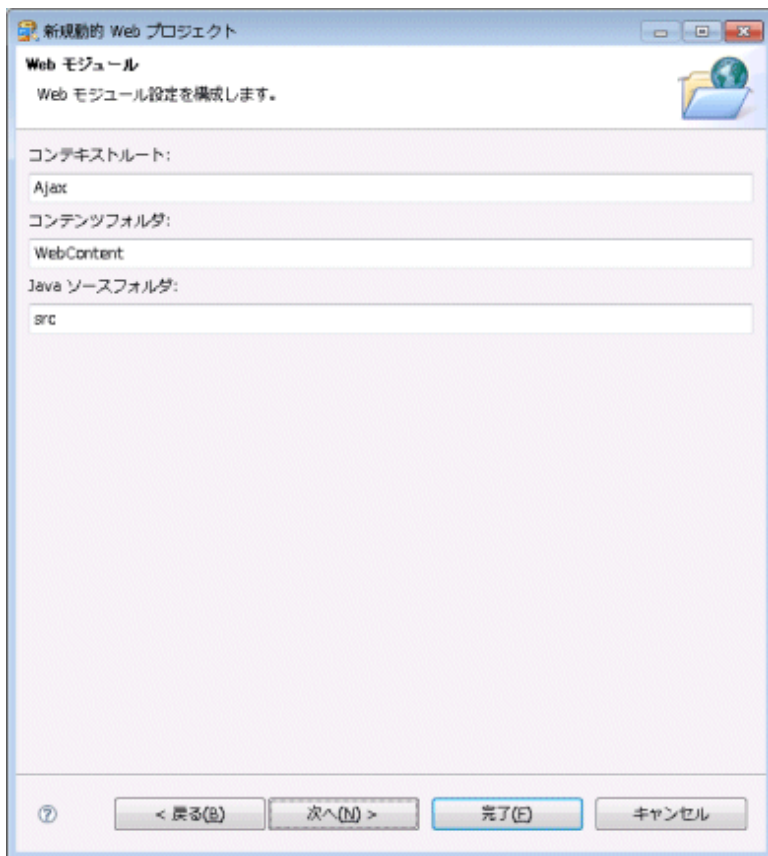 新規動的 Web プロジェクト
Web モジュール
Web モジュール設定を構成します。
コンテキストルート:
Ajax
コンテンツフォルダ:
WebContent
Java ソースフォルダ:
src
? < 戻る(B) 次へ(N) > 完了(F) キャンセル